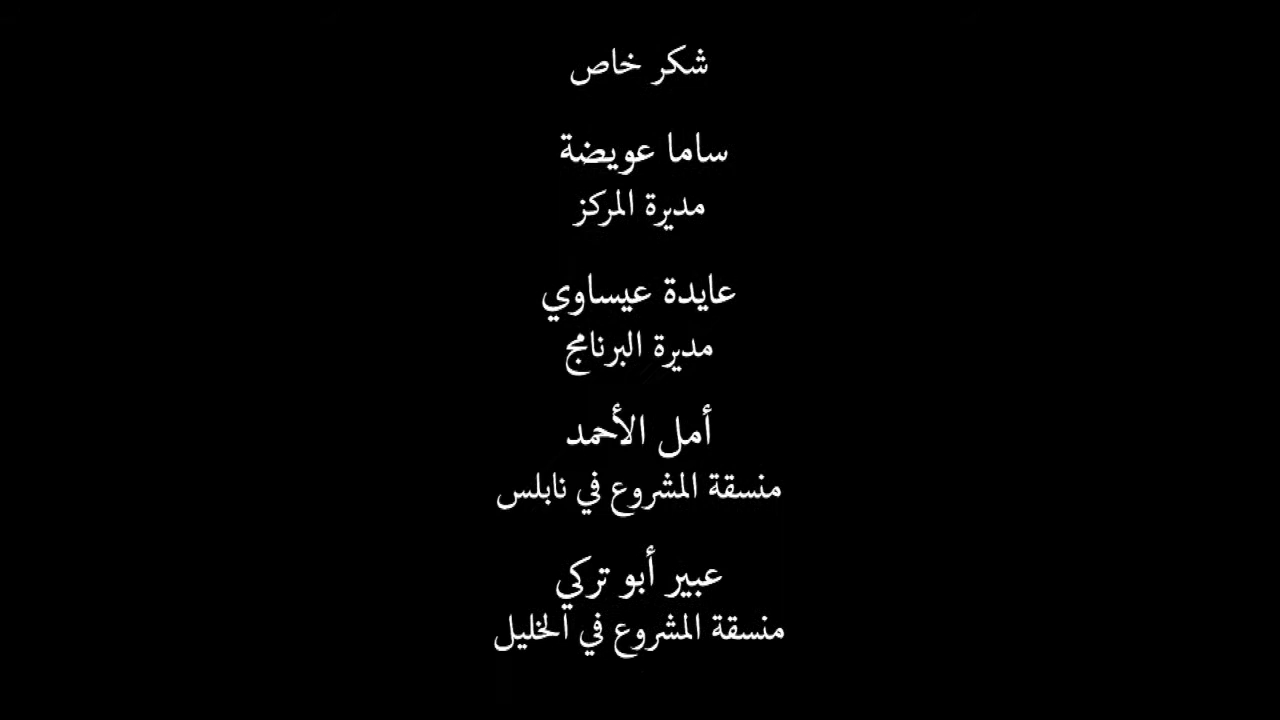 شكر خاص
ساما عويضة
مديرة المركز
عايدة عيساوي
مديرة البرنامج
أمل الأحمد
منسقة المشروع في نابلس
عبير أبو تركي
منسقة المشروع في الخليل